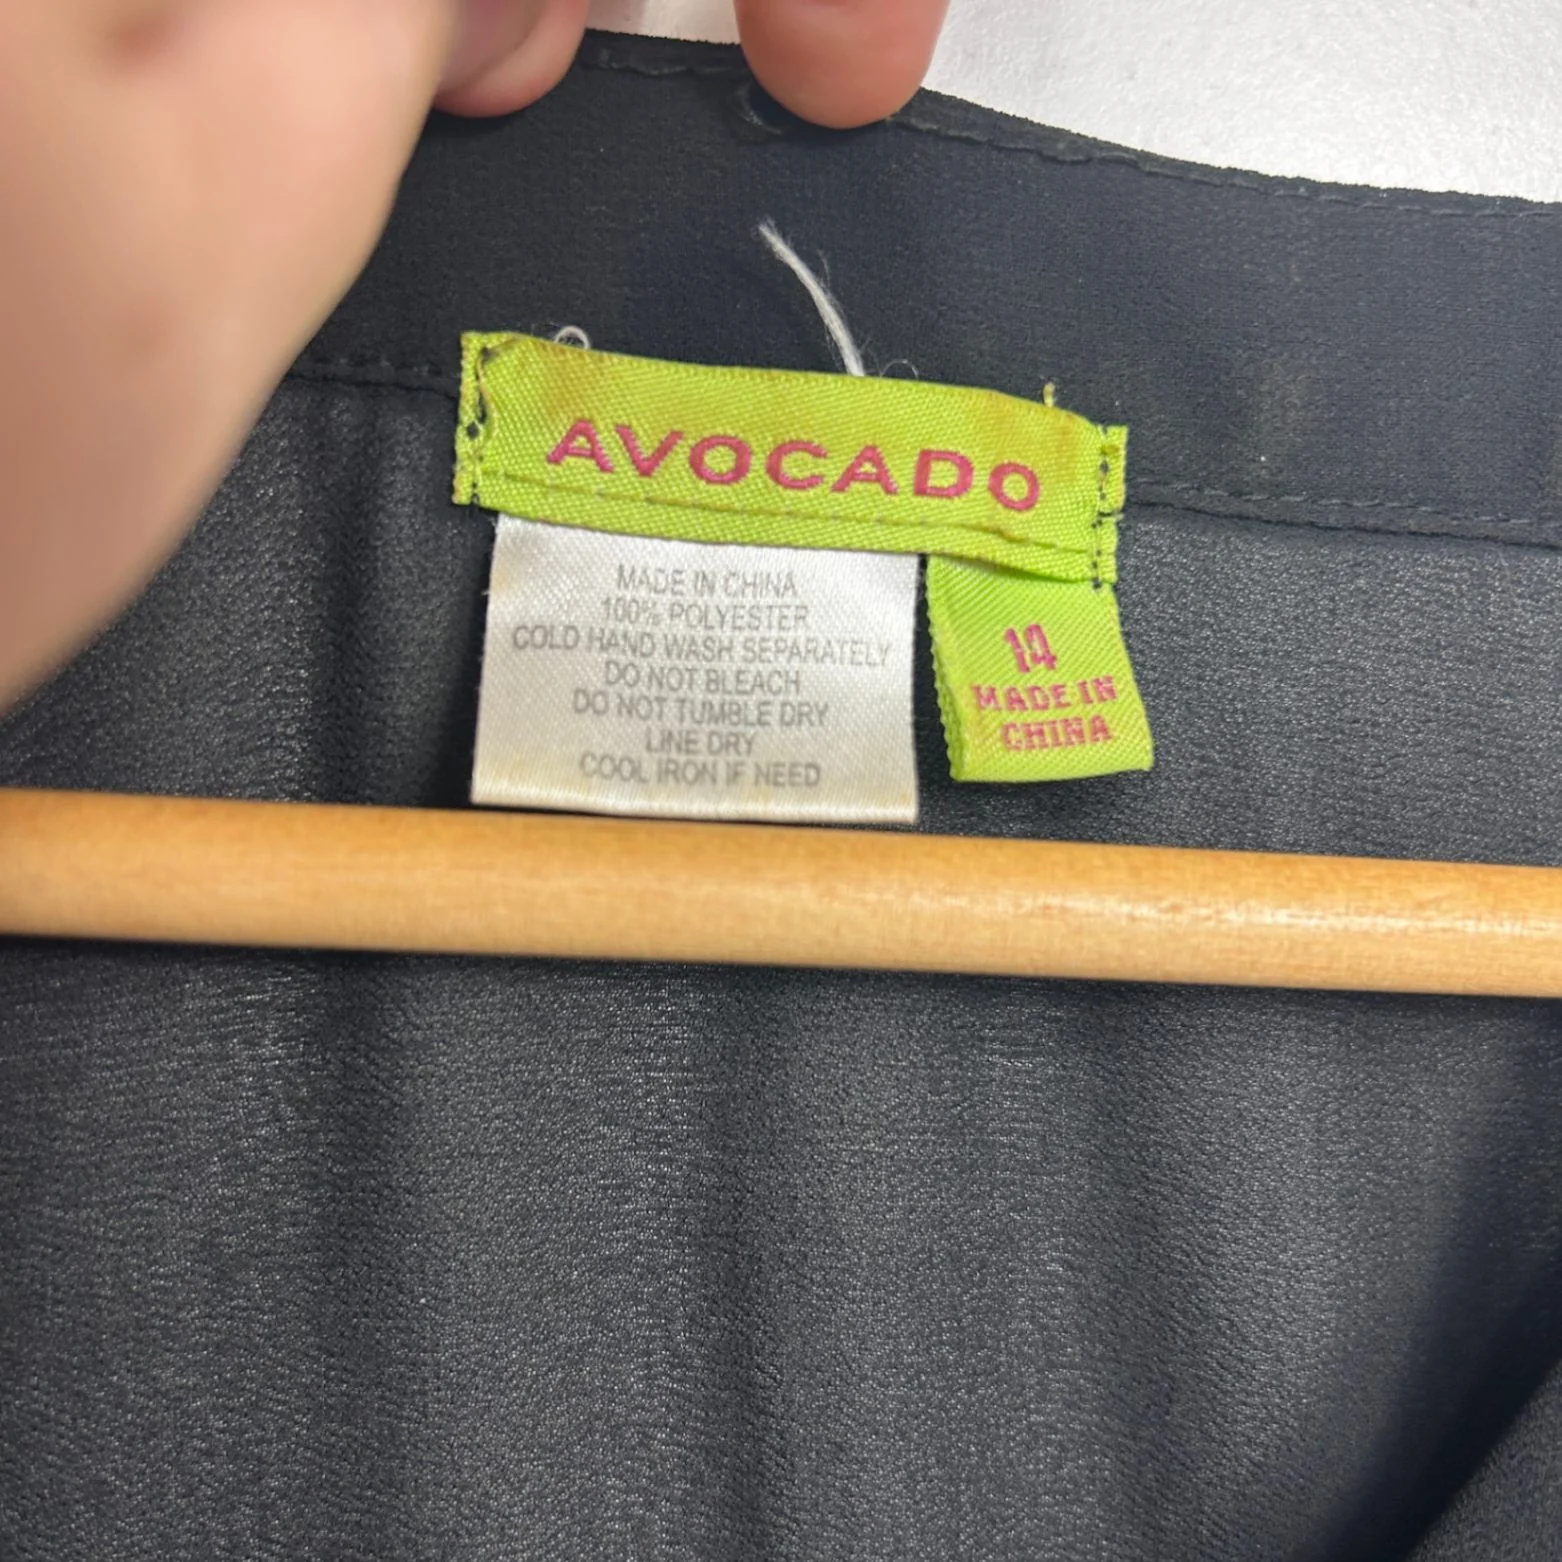 AVOCADO
MADE IN CHINA
100% POLYESTER
COLD HAND WASH SEPARATELY
DO NOT BLEACH
DO NOT TUMBLE DRY
LINE DRY
COOL IRON IF NEED
14
MADE IN
CHINA